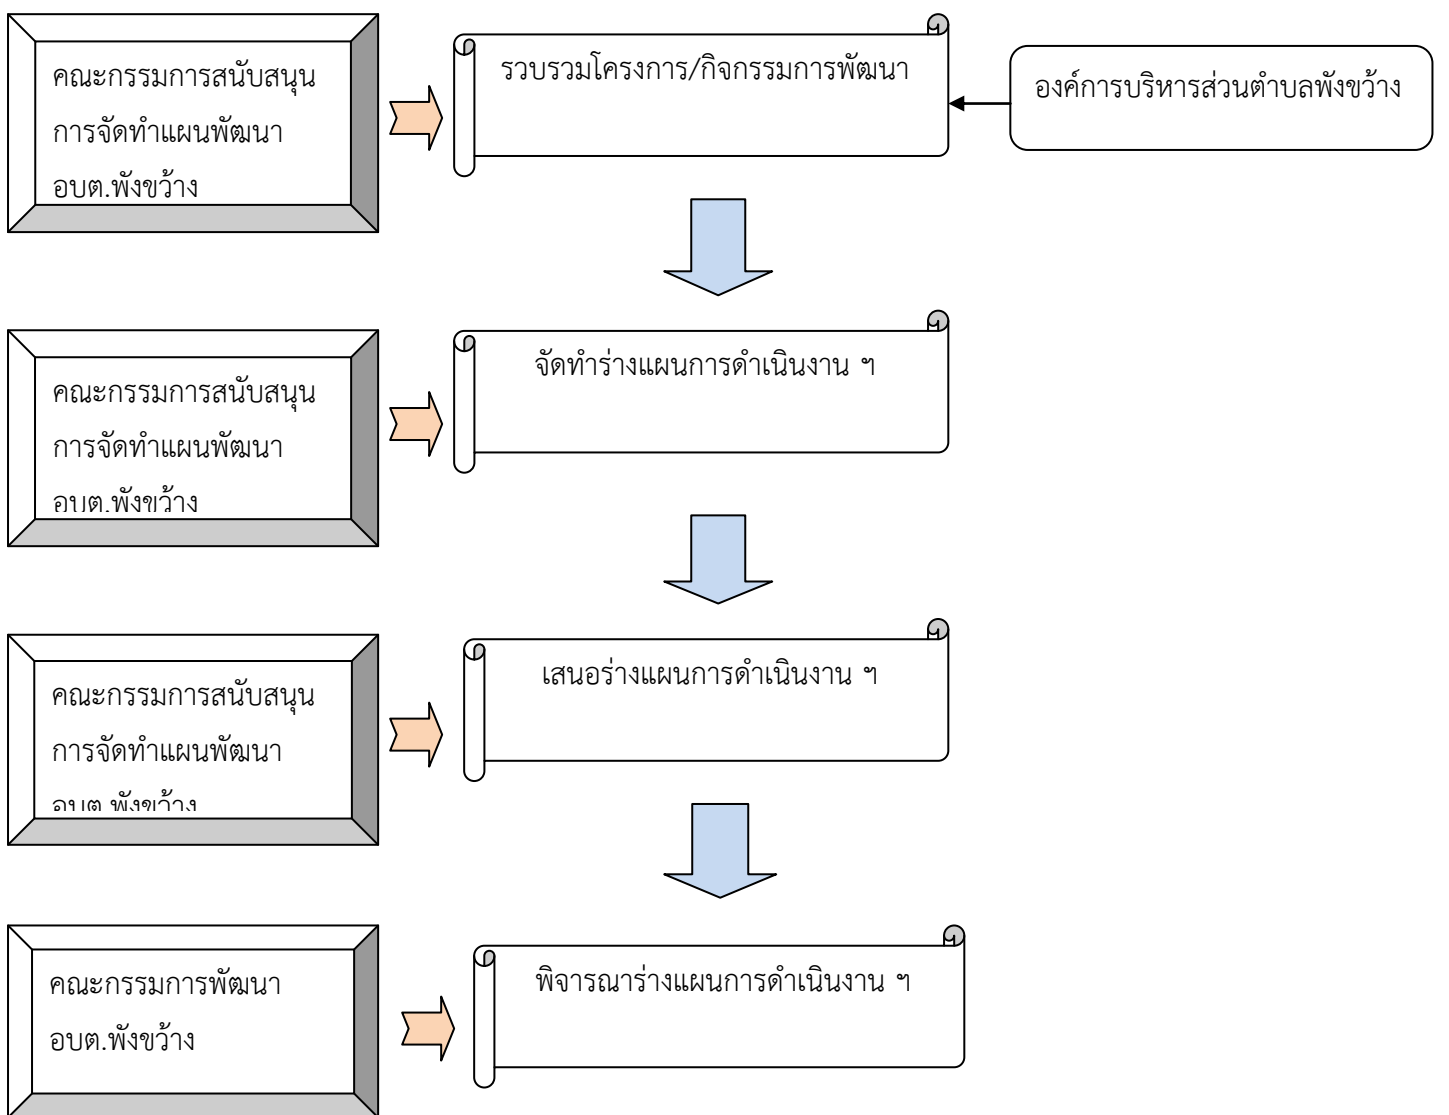 คณะกรรมการสนับสนุน
การจัดทำแผนพัฒนา
อบต.พังขว้าง
รวบรวมโครงการ/กิจกรรมการพัฒนา
องค์การบริหารส่วนตำบลพังขว้าง
คณะกรรมการสนับสนุน
การจัดทำแผนพัฒนา
อบต.พังขว้าง
จัดทำร่างแผนการดำเนินงาน ฯ
คณะกรรมการสนับสนุน
การจัดทำแผนพัฒนา
อบต.พังขว้าง
เสนอร่างแผนการดำเนินงาน ฯ
คณะกรรมการพัฒนา
อบต.พังขว้าง
พิจารณาร่างแผนการดำเนินงาน ฯ